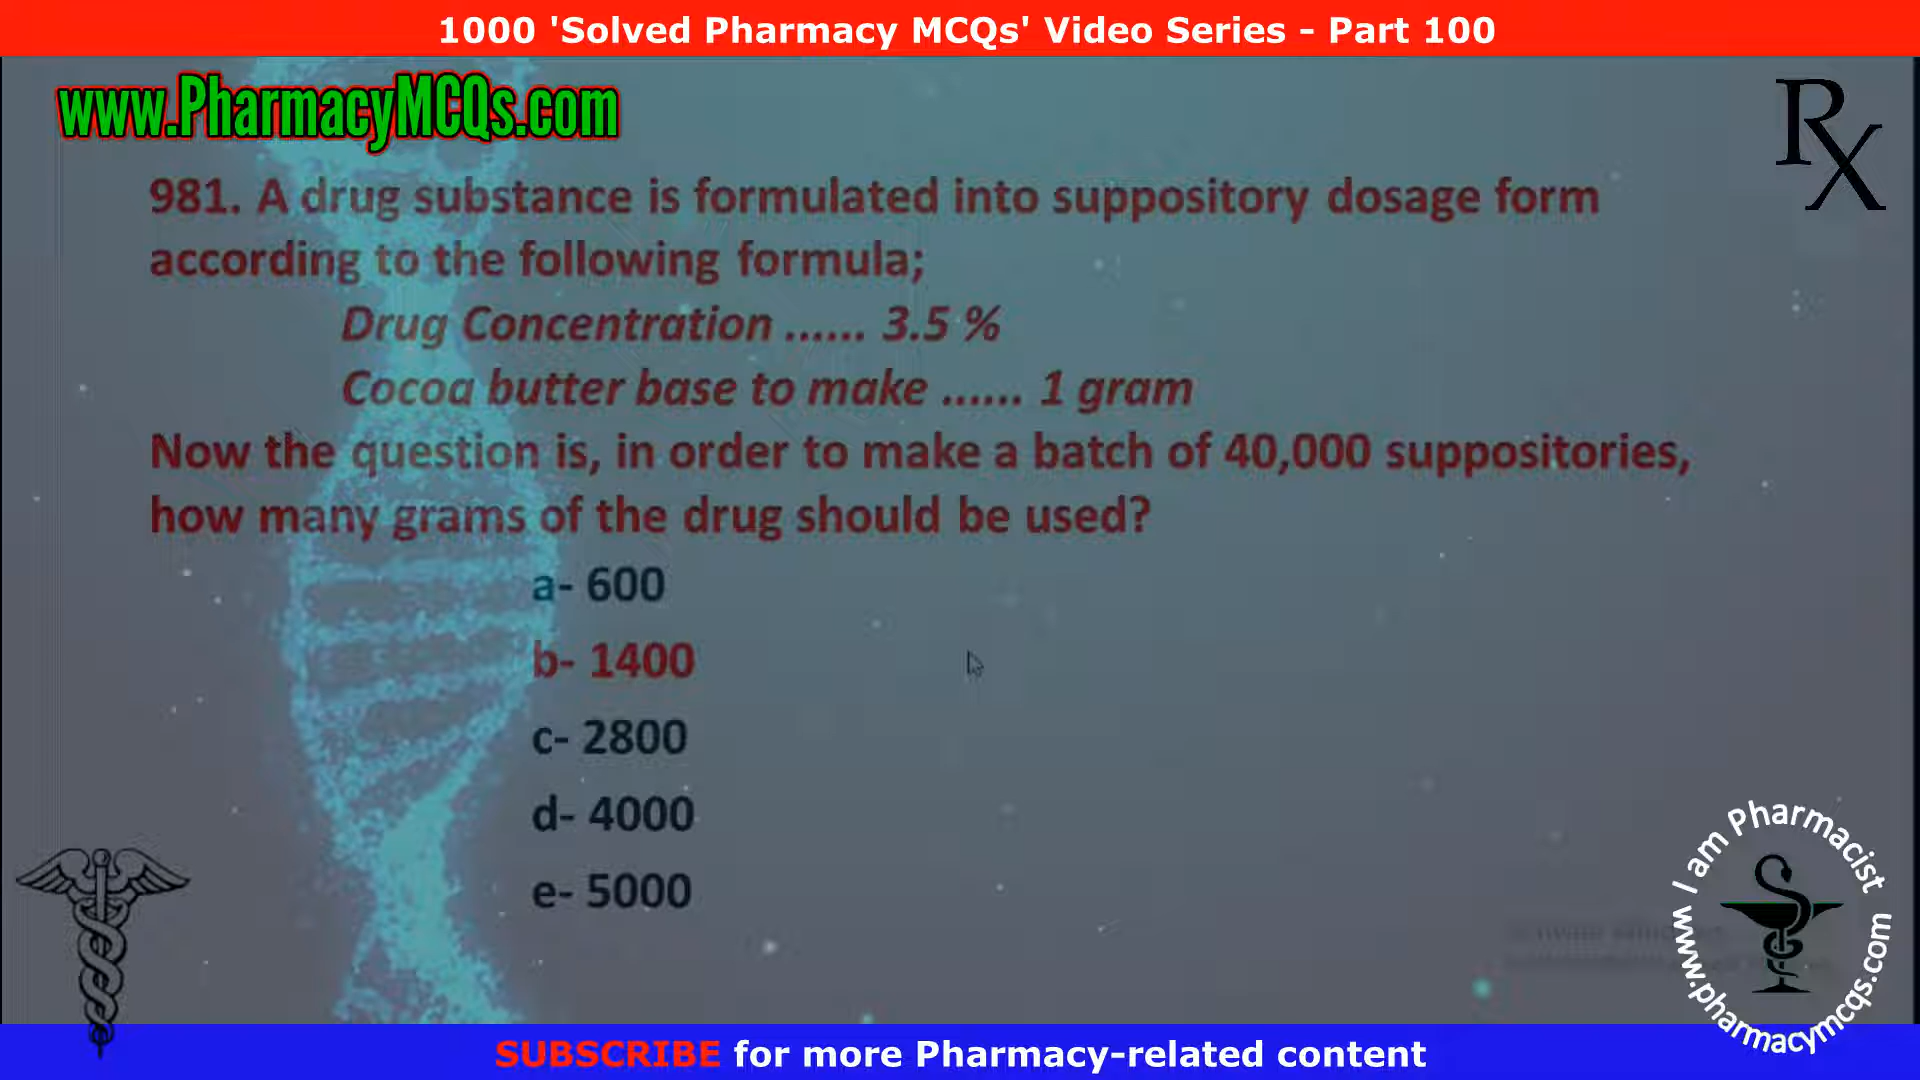 1000 'Solved Pharmacy MCQs' Video Series - Part 100
www.PharmacyMCQs.com
Rx
981. A drug substance is formulated into suppository dosage form
according to the following formula;
Drug Concentration ...... 3.5 %
Cocoa butter base to make ...... 1 gram
Now the question is, in order to make a batch of 40,000 suppositories,
how many grams of the drug should be used?
a- 600
b- 1400
c- 2800
d- 4000
e- 5000
I am Pharmacist
www.pharmacymcqs.com
SUBSCRIBE for more Pharmacy-related content